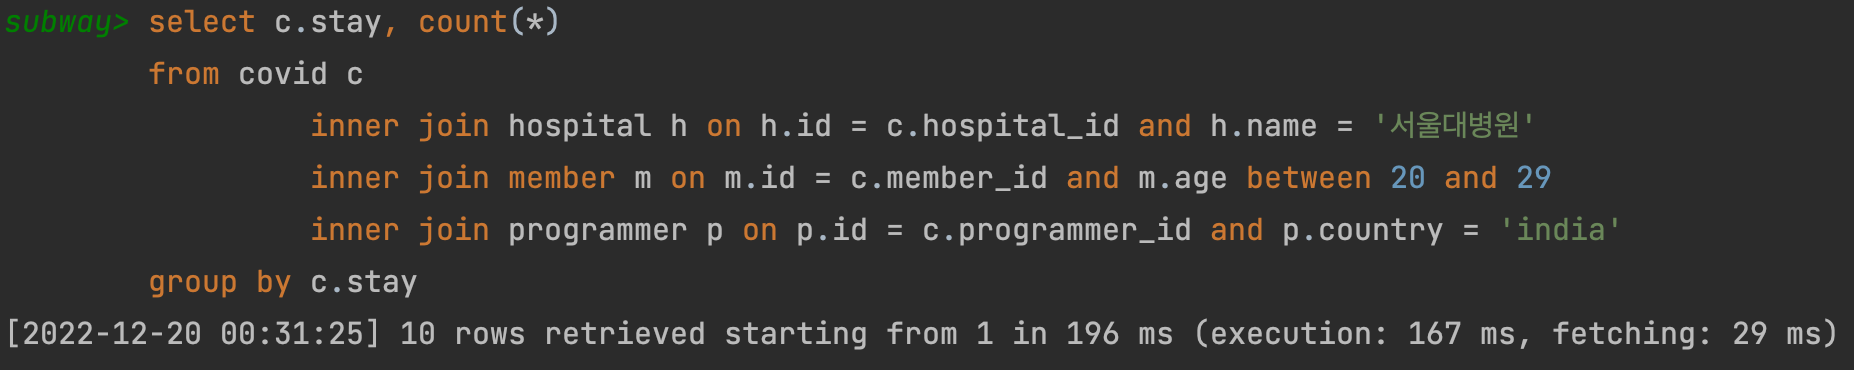 subway> select c.stay, count(*)
from covid c
inner join hospital h on h.id = c.hospital_id and h.name = '서울대병원'
inner join member m on m.id = c.member_id and m.age between 20 and 29
inner join programmer p on p.id = c.programmer_id and p.country = 'india'
group by c.stay
[2022-12-20 00:31:25] 10 rows retrieved starting from 1 in 196 ms (execution: 167 ms, fetching: 29 ms)